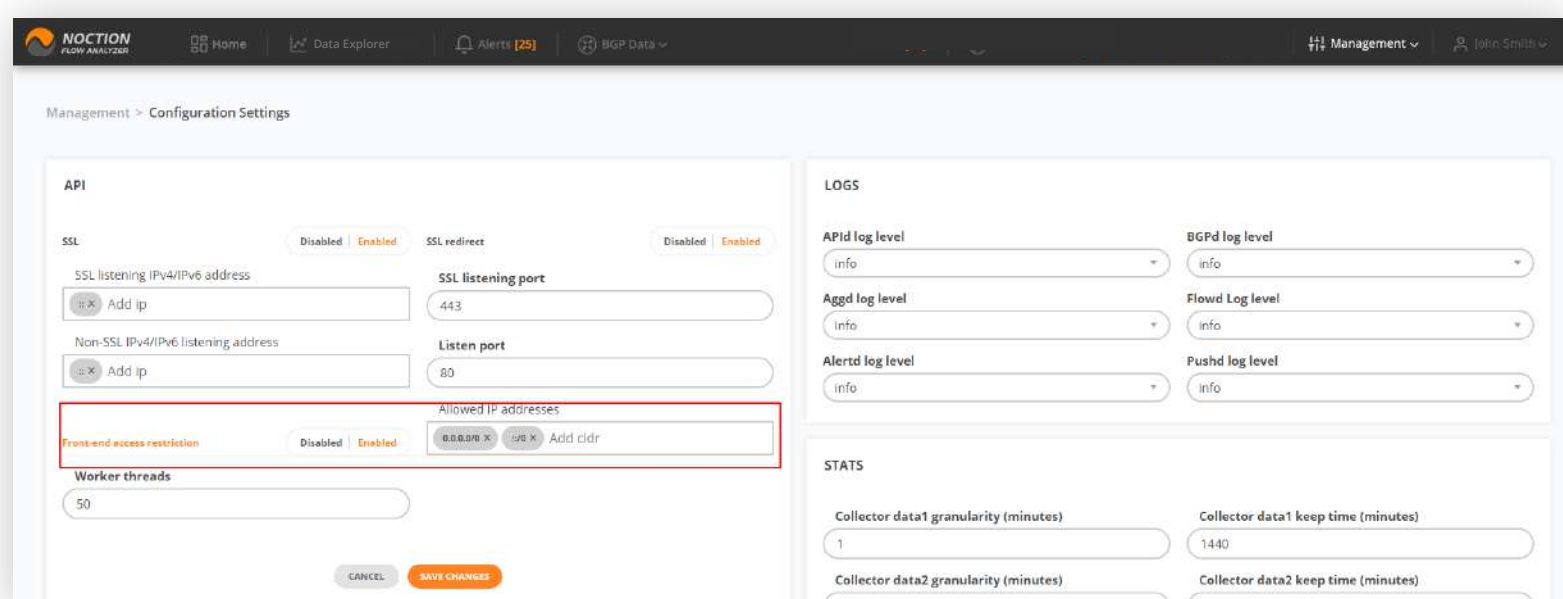 NOCTION
FLOW ANALYZER
Home
Data Explorer
Alerts [25]
BGP Data
Management
John Smith
Management > Configuration Settings
API
SSL
Disabled | Enabled
SSL redirect
Disabled | Enabled
SSL listening IPv4/IPv6 address
:: × Add ip
SSL listening port
443
Non-SSL IPv4/IPv6 listening address
:: × Add ip
Listen port
80
Front-end access restriction
Disabled | Enabled
Allowed IP addresses
0.0.0.0/0 × ::/0 × Add cidr
Worker threads
50
CANCEL
SAVE CHANGES
LOGS
APId log level
info
BGPd log level
info
Aggd log level
info
Flowd Log level
info
Alertd log level
info
Pushd log level
info
STATS
Collector data1 granularity (minutes)
1
Collector data1 keep time (minutes)
1440
Collector data2 granularity (minutes)
Collector data2 keep time (minutes)